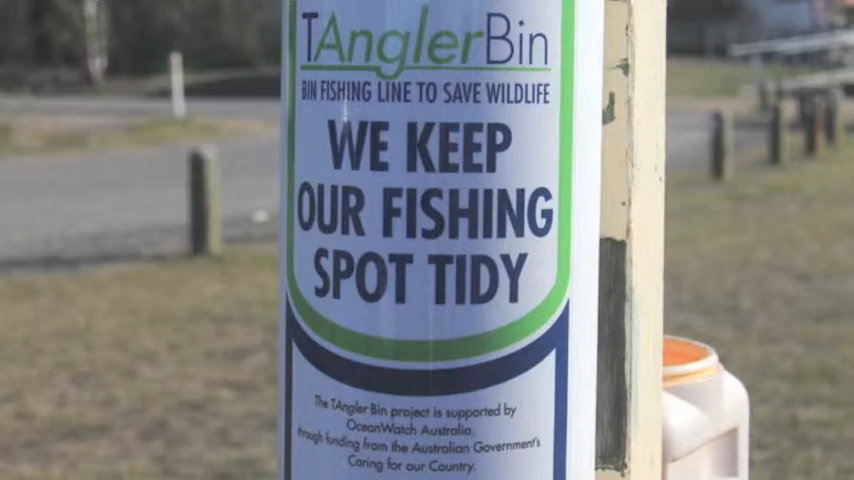 TAnglerBin
BIN FISHING LINE TO SAVE WILDLIFE
WE KEEP
OUR FISHING
SPOT TIDY
The TAngler Bin project is supported by
OceanWatch Australia,
through funding from the Australian Government's
Caring for our Country.